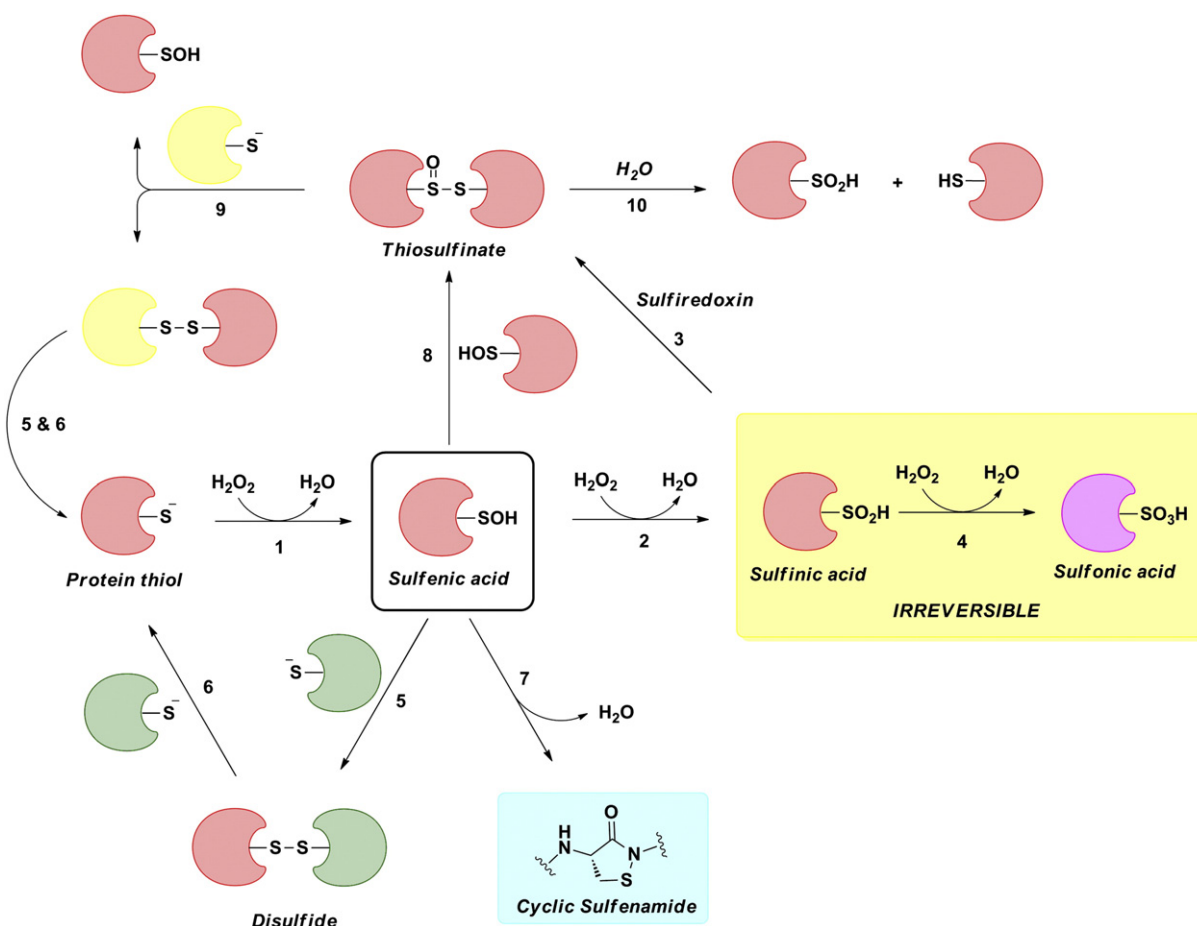 SOH
S⁻
9
O
S S
Thiosulfinate
H₂O
10
SO₂H
+
HS
S S
Sulfiredoxin
3
8
HOS
5 & 6
S⁻
Protein thiol
H₂O₂
H₂O
1
SOH
Sulfenic acid
H₂O₂
H₂O
2
SO₂H
Sulfinic acid
H₂O₂
H₂O
4
SO₃H
Sulfonic acid
IRREVERSIBLE
S⁻
6
⁻S
5
7
H₂O
S S
Disulfide
H
N
O
N
S
Cyclic Sulfenamide